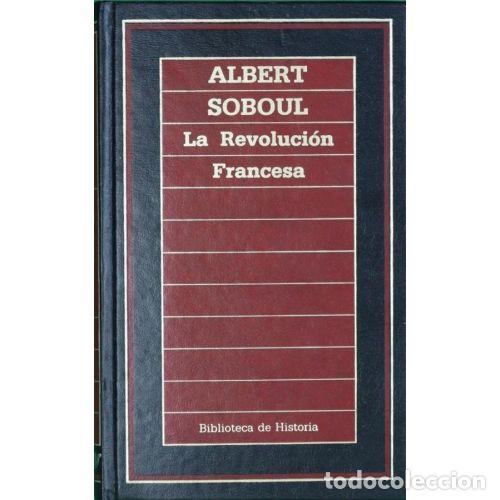 ALBERT
SOBOUL
La Revolución
Francesa
Biblioteca de Historia
todocoleccion